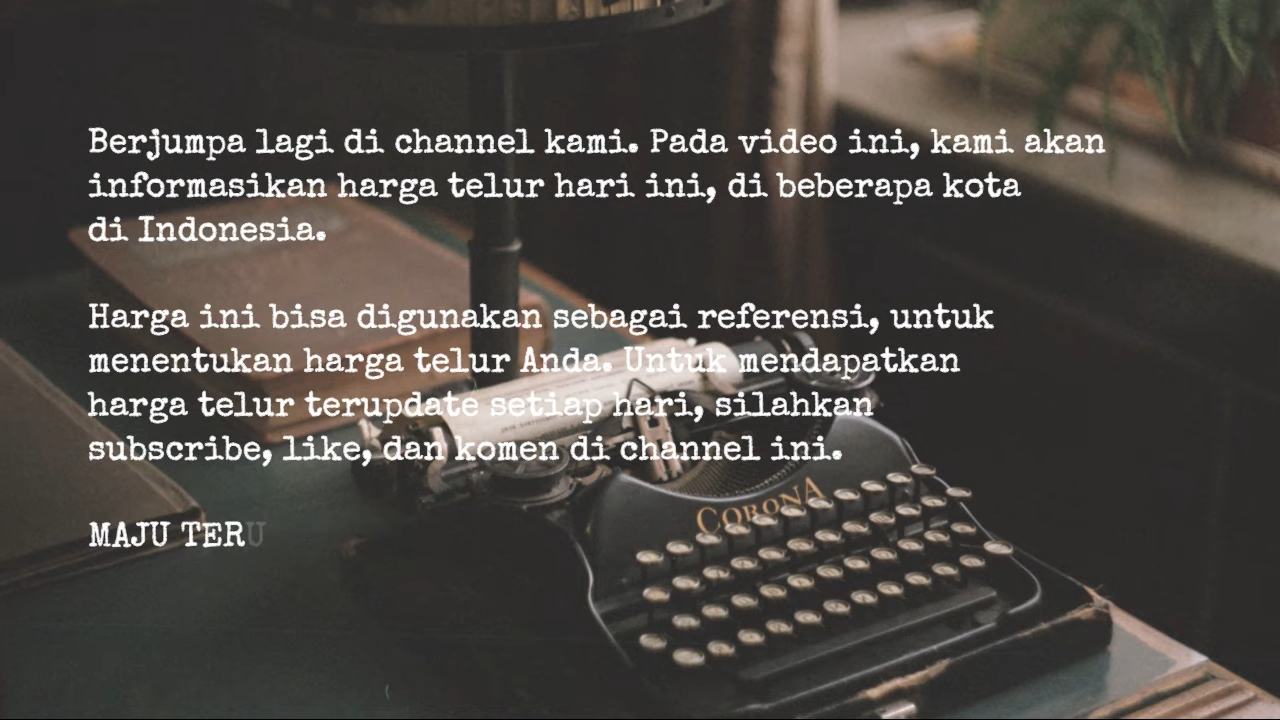 Berjumpa lagi di channel kami. Pada video ini, kami akan
informasikan harga telur hari ini, di beberapa kota
di Indonesia.
Harga ini bisa digunakan sebagai referensi, untuk
menentukan harga telur Anda. Untuk mendapatkan
harga telur terupdate setiap hari, silahkan
subscribe, like, dan komen di channel ini.
MAJU TERU
CORONA